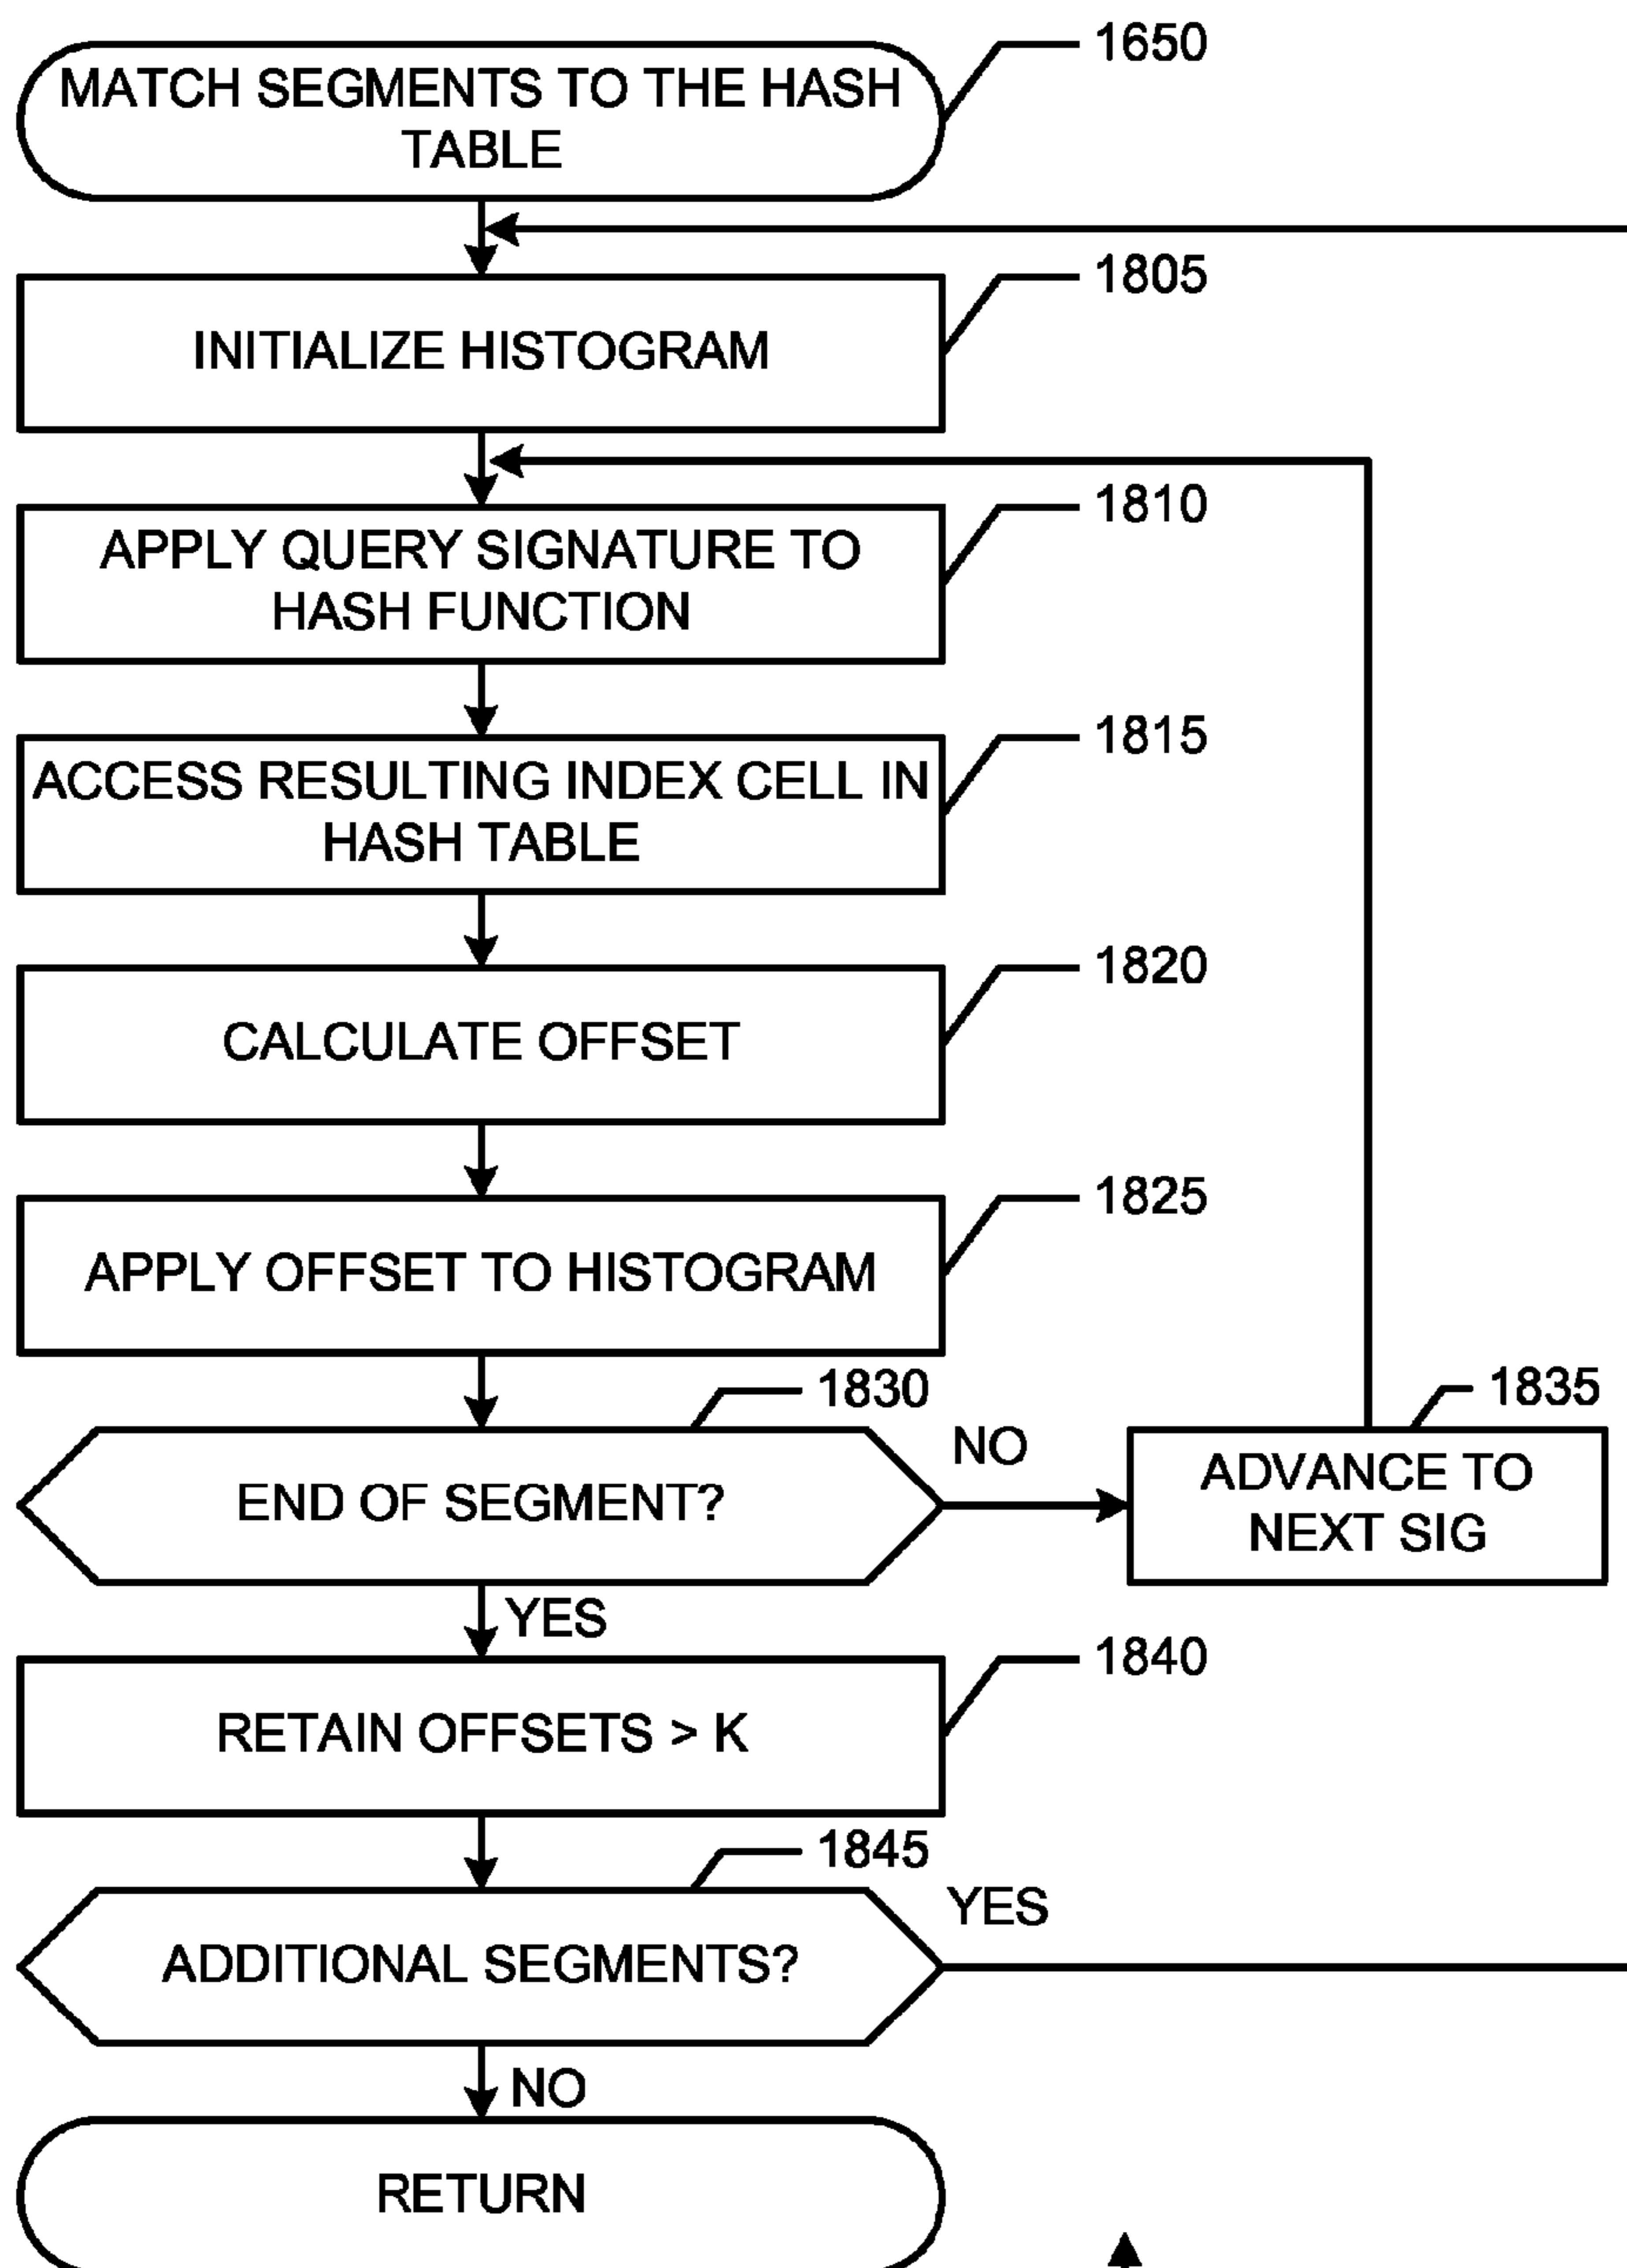 1650
MATCH SEGMENTS TO THE HASH
TABLE
1805
INITIALIZE HISTOGRAM
1810
APPLY QUERY SIGNATURE TO
HASH FUNCTION
1815
ACCESS RESULTING INDEX CELL IN
HASH TABLE
1820
CALCULATE OFFSET
1825
APPLY OFFSET TO HISTOGRAM
1830
END OF SEGMENT?
NO
1835
ADVANCE TO
NEXT SIG
YES
1840
RETAIN OFFSETS > K
1845
ADDITIONAL SEGMENTS?
YES
NO
RETURN